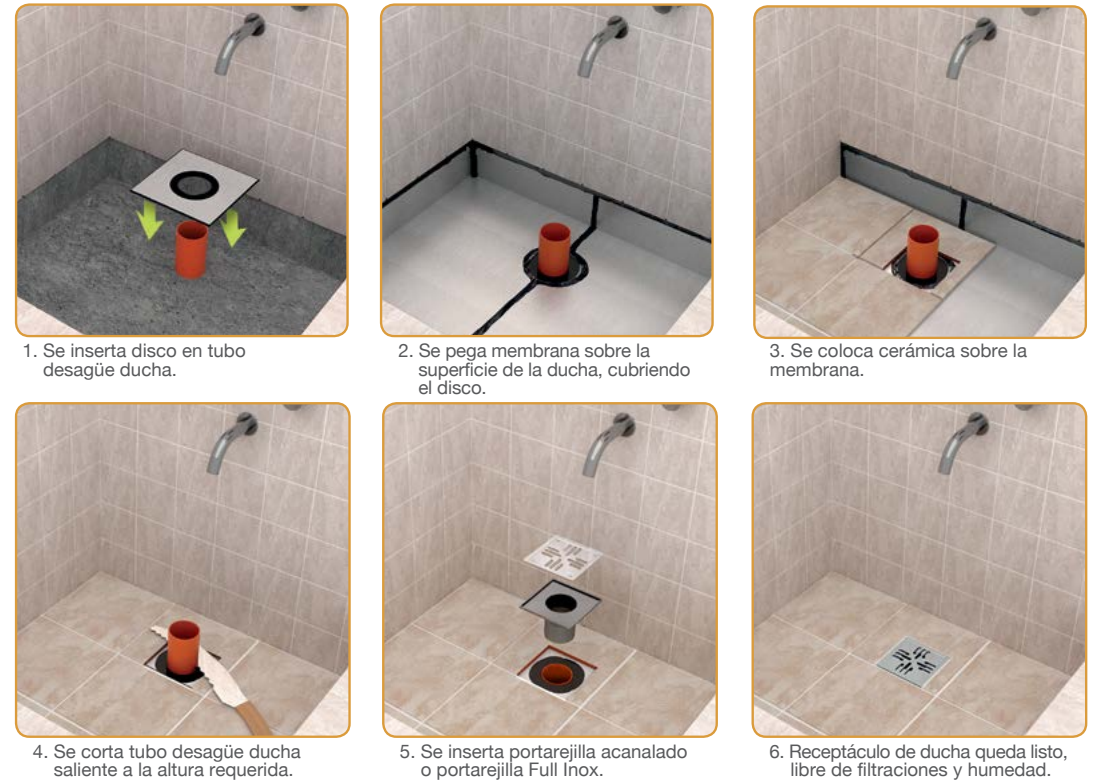 1. Se inserta disco en tubo
desagüe ducha.
2. Se pega membrana sobre la
superficie de la ducha, cubriendo
el disco.
3. Se coloca cerámica sobre la
membrana.
4. Se corta tubo desagüe ducha
saliente a la altura requerida.
5. Se inserta portarejilla acanalado
o portarejilla Full Inox.
6. Receptáculo de ducha queda listo,
libre de filtraciones y humedad.